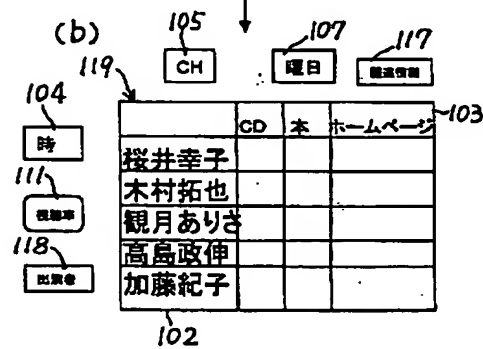 (b)
105
107
117
CH
曜日
関連情報
119
104
103
時
CD 本 ホームページ
桜井幸子
111
木村拓也
視聴率
観月ありさ
118
高島政伸
出演者
加藤紀子
102